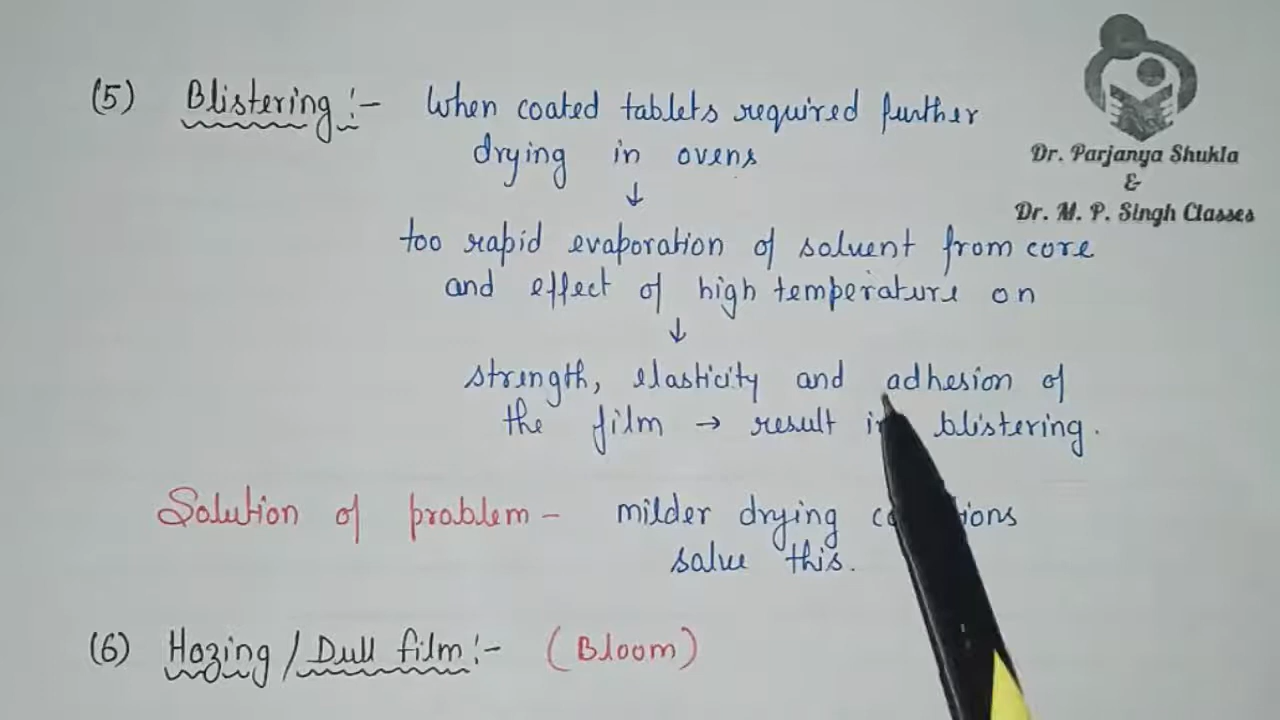 (5) Blistering :- When coated tablets required further
drying in ovens
↓
too rapid evaporation of solvent from core
and effect of high temperature on
↓
strength, elasticity and adhesion of
the film → result in blistering.
Solution of problem - milder drying
solve this.
(6) Hazing / Dull film :- (Bloom)
Dr. Parjanya Shukla
&
Dr. M. P. Singh Classes